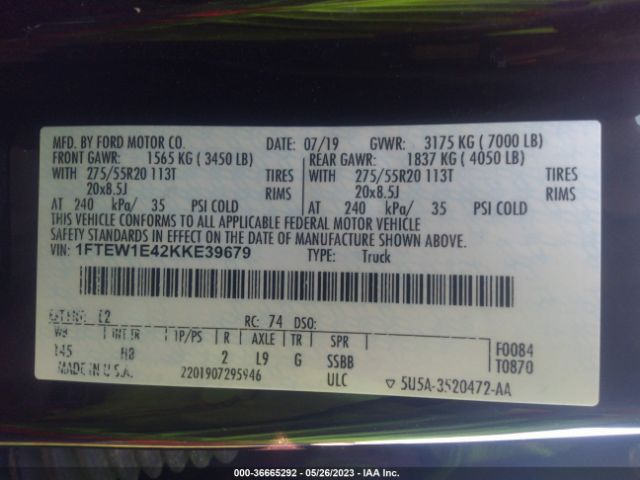 MFD. BY FORD MOTOR CO. DATE: 07/19 GVWR: 3175 KG ( 7000 LB)
FRONT GAWR: 1565 KG ( 3450 LB) REAR GAWR: 1837 KG ( 4050 LB)
WITH 275/55R20 113T TIRES WITH 275/55R20 113T TIRES
20x8.5J RIMS 20x8.5J RIMS
AT 240 kPa/ 35 PSI COLD AT 240 kPa/ 35 PSI COLD
THIS VEHICLE CONFORMS TO ALL APPLICABLE FEDERAL MOTOR VEHICLE
SAFETY STANDARDS IN EFFECT ON THE DATE OF MANUFACTURE SHOWN ABOVE.
VIN: 1FTEW1E42KKE39679 TYPE: Truck
RC: 74 DSO:
WB INT TR TP/PS R AXLE TR SPR F0084
145 2 L9 G SSBB T0870
MADE IN U.S.A. 2201907295946 ULC ▽ 5U5A-3520472-AA
000-36665292 - 05/26/2023 - IAA Inc.